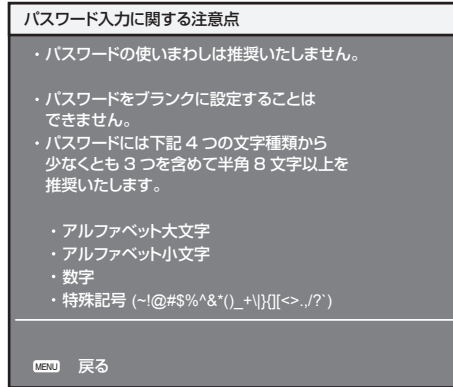 パスワード入力に関する注意点
・パスワードの使いまわしは推奨いたしません。
・パスワードをブランクに設定することは
できません。
・パスワードには下記 4 つの文字種類から
少なくとも 3 つを含めて半角 8 文字以上を
推奨いたします。
・アルファベット大文字
・アルファベット小文字
・数字
・特殊記号 (~!@#$%^&*()_+\|}{][<>.,/?`)
MENU 戻る